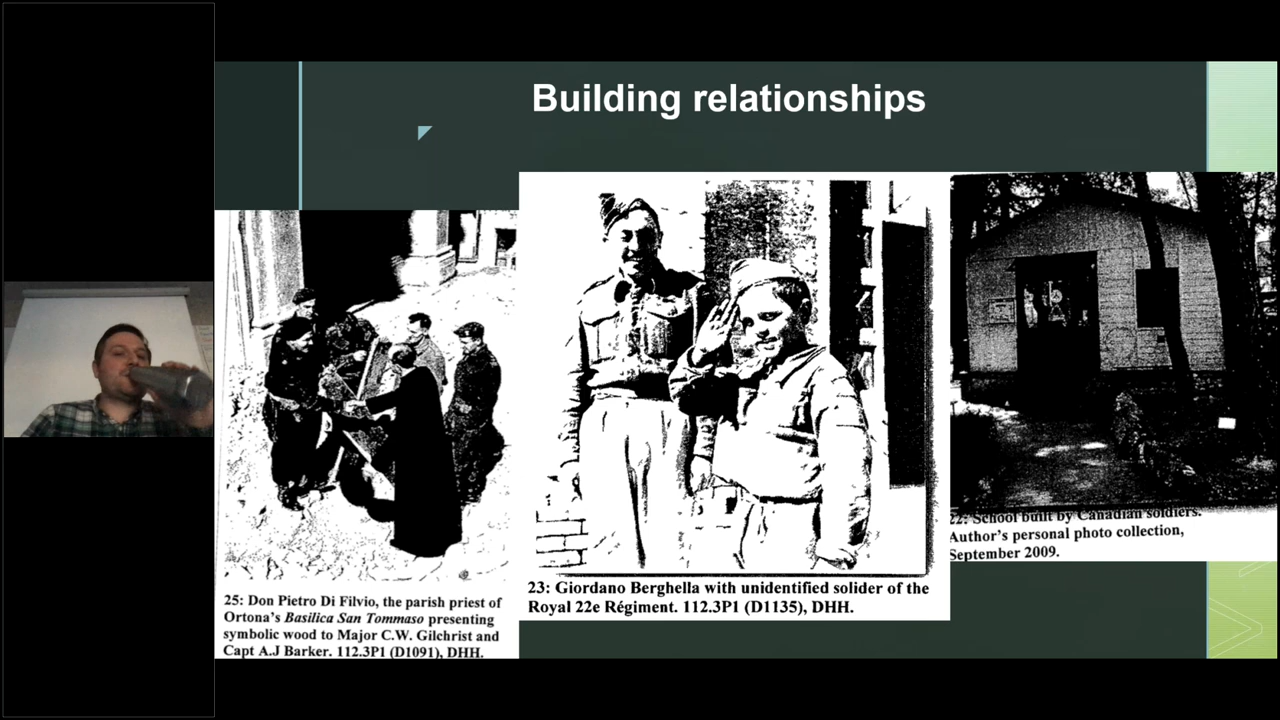 Building relationships
25: Don Pietro Di Filvio, the parish priest of
Ortona's Basilica San Tommaso presenting
symbolic wood to Major C.W. Gilchrist and
Capt A.J Barker. 112.3P1 (D1091), DHH.
23: Giordano Berghella with unidentified solider of the
Royal 22e Régiment. 112.3P1 (D1135), DHH.
22: School built by Canadian soldiers.
Author's personal photo collection,
September 2009.